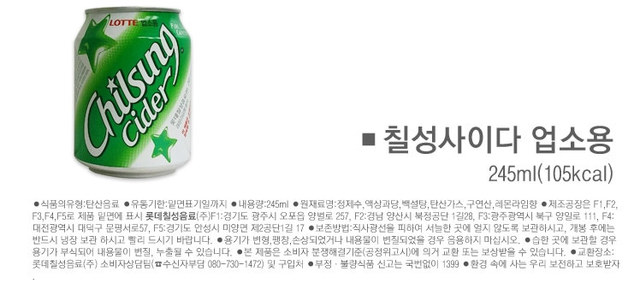 LOTTE 업소용
Chilsung
Cider
■ 칠성사이다 업소용
245ml(105kcal)
●식품의유형:탄산음료 ●유통기한:밑면표기일까지 ●내용량:245ml ●원재료명:정제수,액상과당,백설탕,탄산가스,구연산,레몬라임향 ●제조공장은 F1,F2,
F3,F4,F5로 제품 밑면에 표시 롯데칠성음료(주)F1:경기도 광주시 오포읍 양벌로 257, F2:경남 양산시 북정공단 1길28, F3:광주광역시 북구 양일로 111, F4:
대전광역시 대덕구 문평서로57, F5:경기도 안성시 미양면 제2공단1길 17 ●보존방법:직사광선을 피하여 서늘한 곳에 얼지 않도록 보관하시고, 개봉 후에는
반드시 냉장 보관 하시고 빨리 드시기 바랍니다. ●용기가 변형,팽창,손상되었거나 내용물이 변질되었을 경우 음용하지 마십시오. ●습한 곳에 보관할 경우
용기가 부식되어 내용물이 변질, 누출될 수 있습니다. ●본 제품은 소비자 분쟁해결기준(공정위고시)에 의거 교환 또는 보상받을 수 있습니다. ●교환장소:
롯데칠성음료(주) 소비자상담팀(☎수신자부담 080-730-1472) 및 구입처 ●부정·불량식품 신고는 국번없이 1399 ●환경 속에 사는 우리 보전하고 보호받자
.